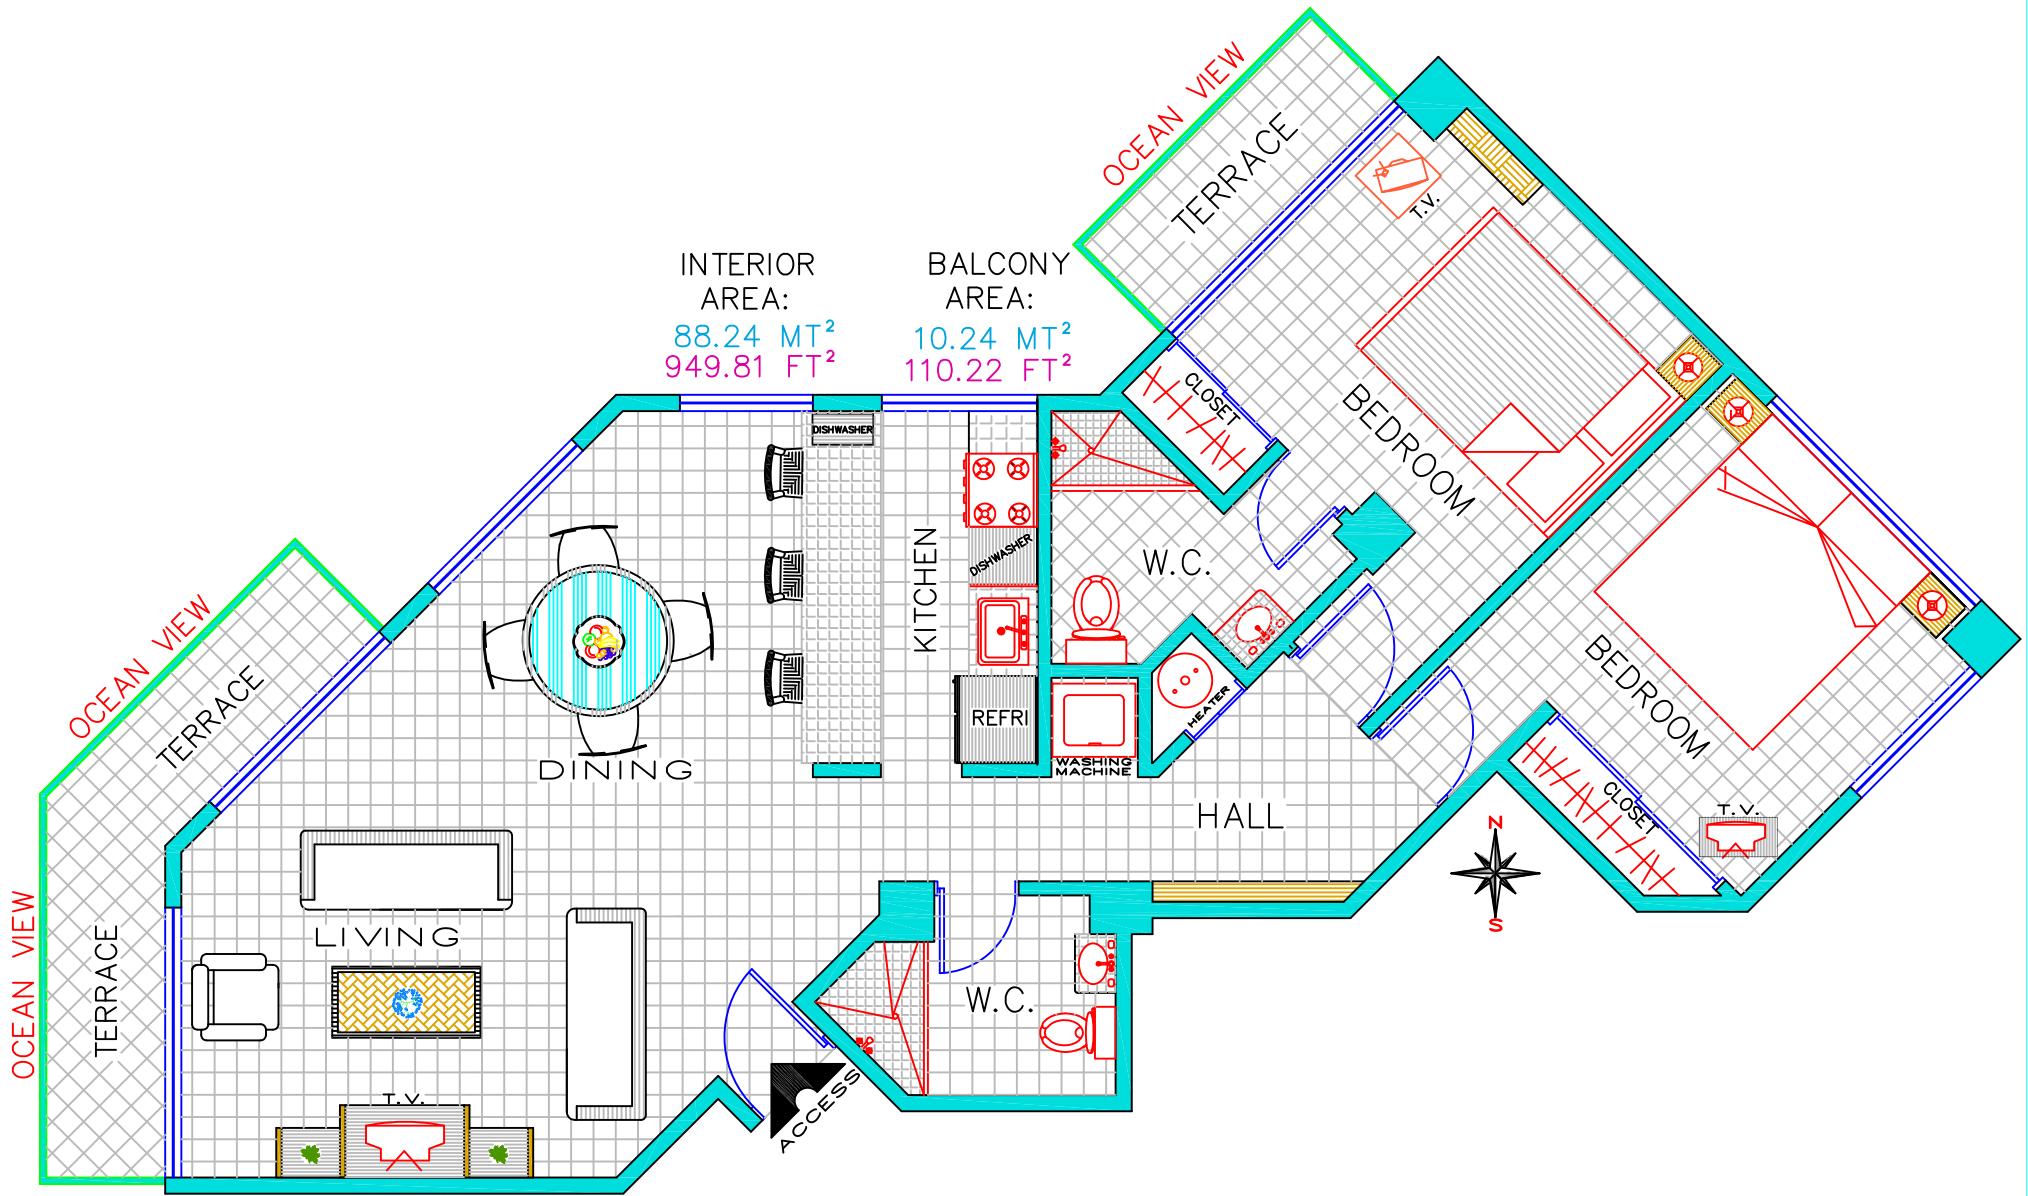 OCEAN VIEW
TERRACE
T.V.
INTERIOR
AREA:
88.24 MT²
949.81 FT²
BALCONY
AREA:
10.24 MT²
110.22 FT²
CLOSET
BEDROOM
DISHWASHER
KITCHEN
DISHWASHER
W.C.
OCEAN VIEW
TERRACE
BEDROOM
REFRI
HEATER
DINING
WASHING
MACHINE
HALL
CLOSET
T.V.
N
S
OCEAN VIEW
TERRACE
LIVING
W.C.
T.V.
ACCESS